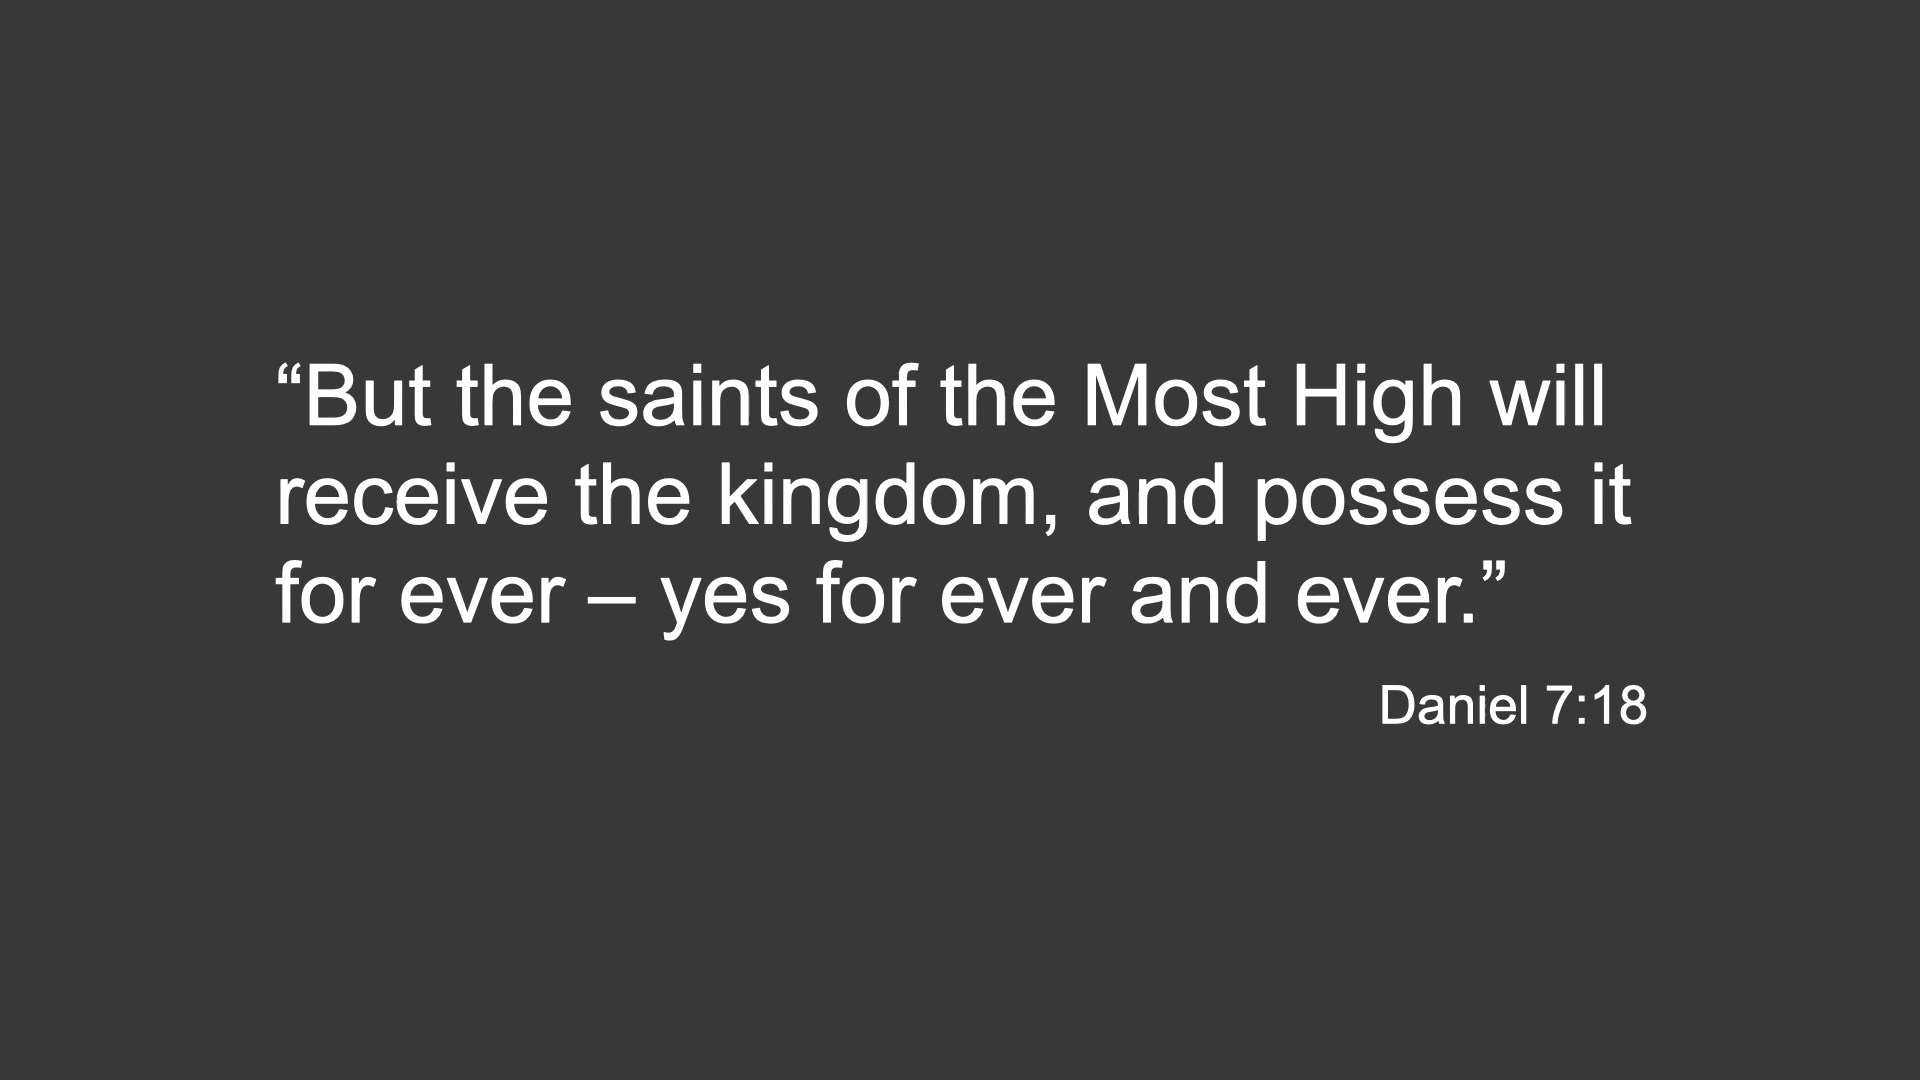 “But the saints of the Most High will
receive the kingdom, and possess it
for ever – yes for ever and ever.”
Daniel 7:18